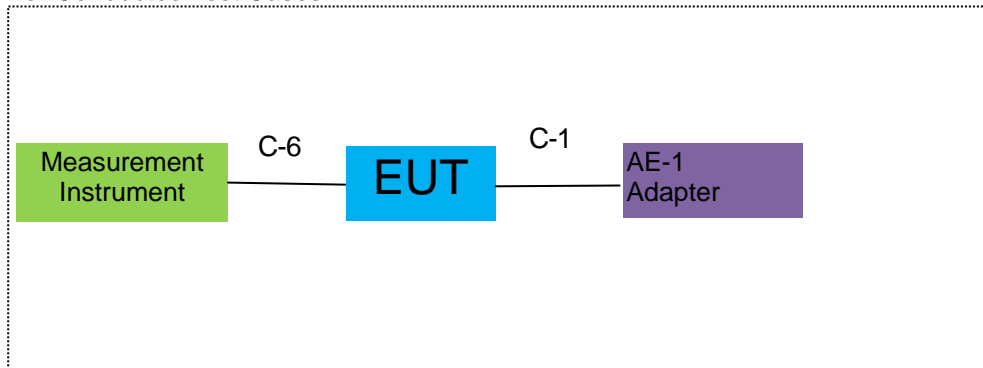 C-6
C-1
Measurement
Instrument
EUT
AE-1
Adapter